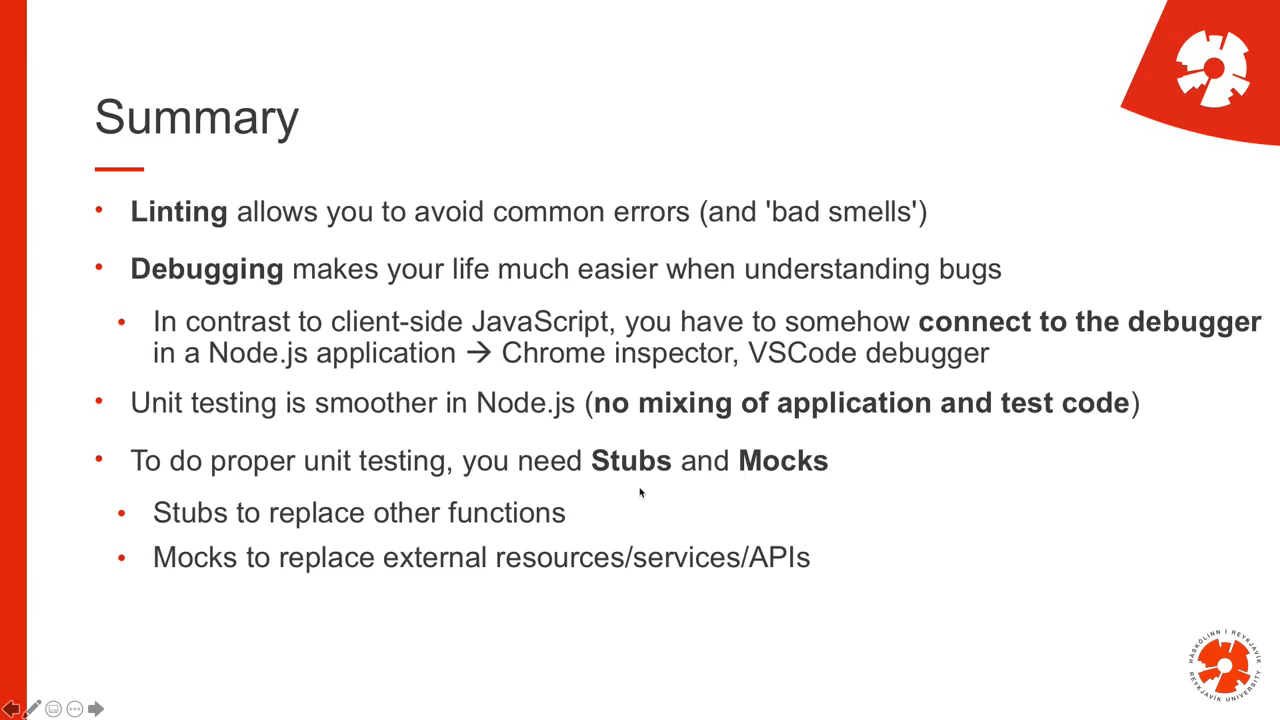 Summary
• Linting allows you to avoid common errors (and 'bad smells')
• Debugging makes your life much easier when understanding bugs
• In contrast to client-side JavaScript, you have to somehow connect to the debugger
in a Node.js application → Chrome inspector, VSCode debugger
• Unit testing is smoother in Node.js (no mixing of application and test code)
• To do proper unit testing, you need Stubs and Mocks
• Stubs to replace other functions
• Mocks to replace external resources/services/APIs
HÁSKÓLINN Í REYKJAVÍK
REYKJAVÍK UNIVERSITY